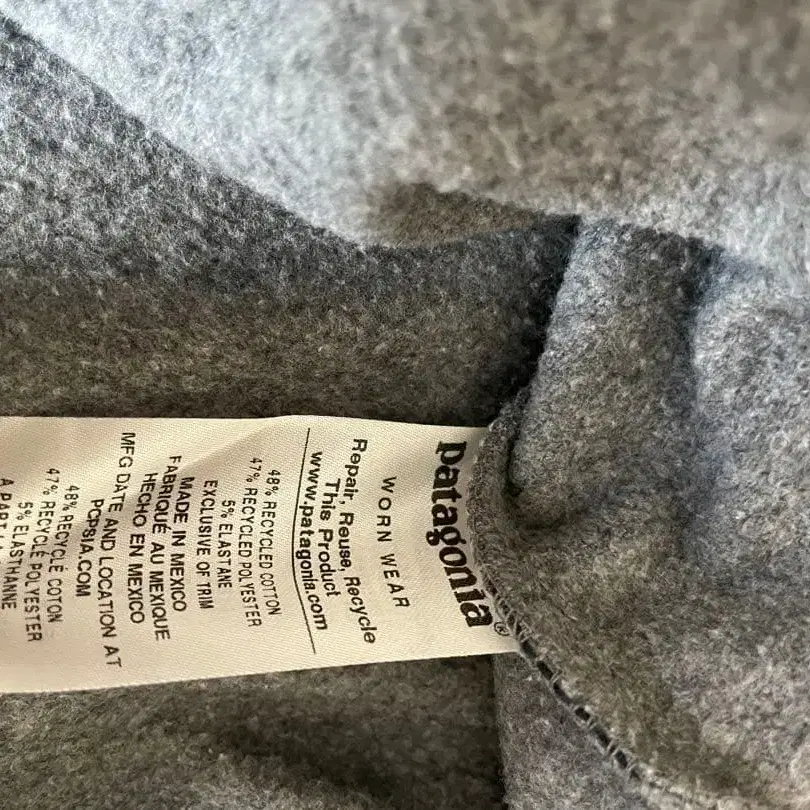 patagonia®
WORN WEAR
Repair, Reuse, Recycle
This Product
www.patagonia.com
48% RECYCLED COTTON
47% RECYCLED POLYESTER
5% ELASTANE
EXCLUSIVE OF TRIM
MADE IN MEXICO
FABRIQUÉ AU MEXIQUE
HECHO EN MEXICO
MFG DATE AND LOCATION AT
PCPSIA.COM
48% RECYCLÉ COTON
47% RECYCLÉ POLYESTER
5% ELASTHANNE
A PART